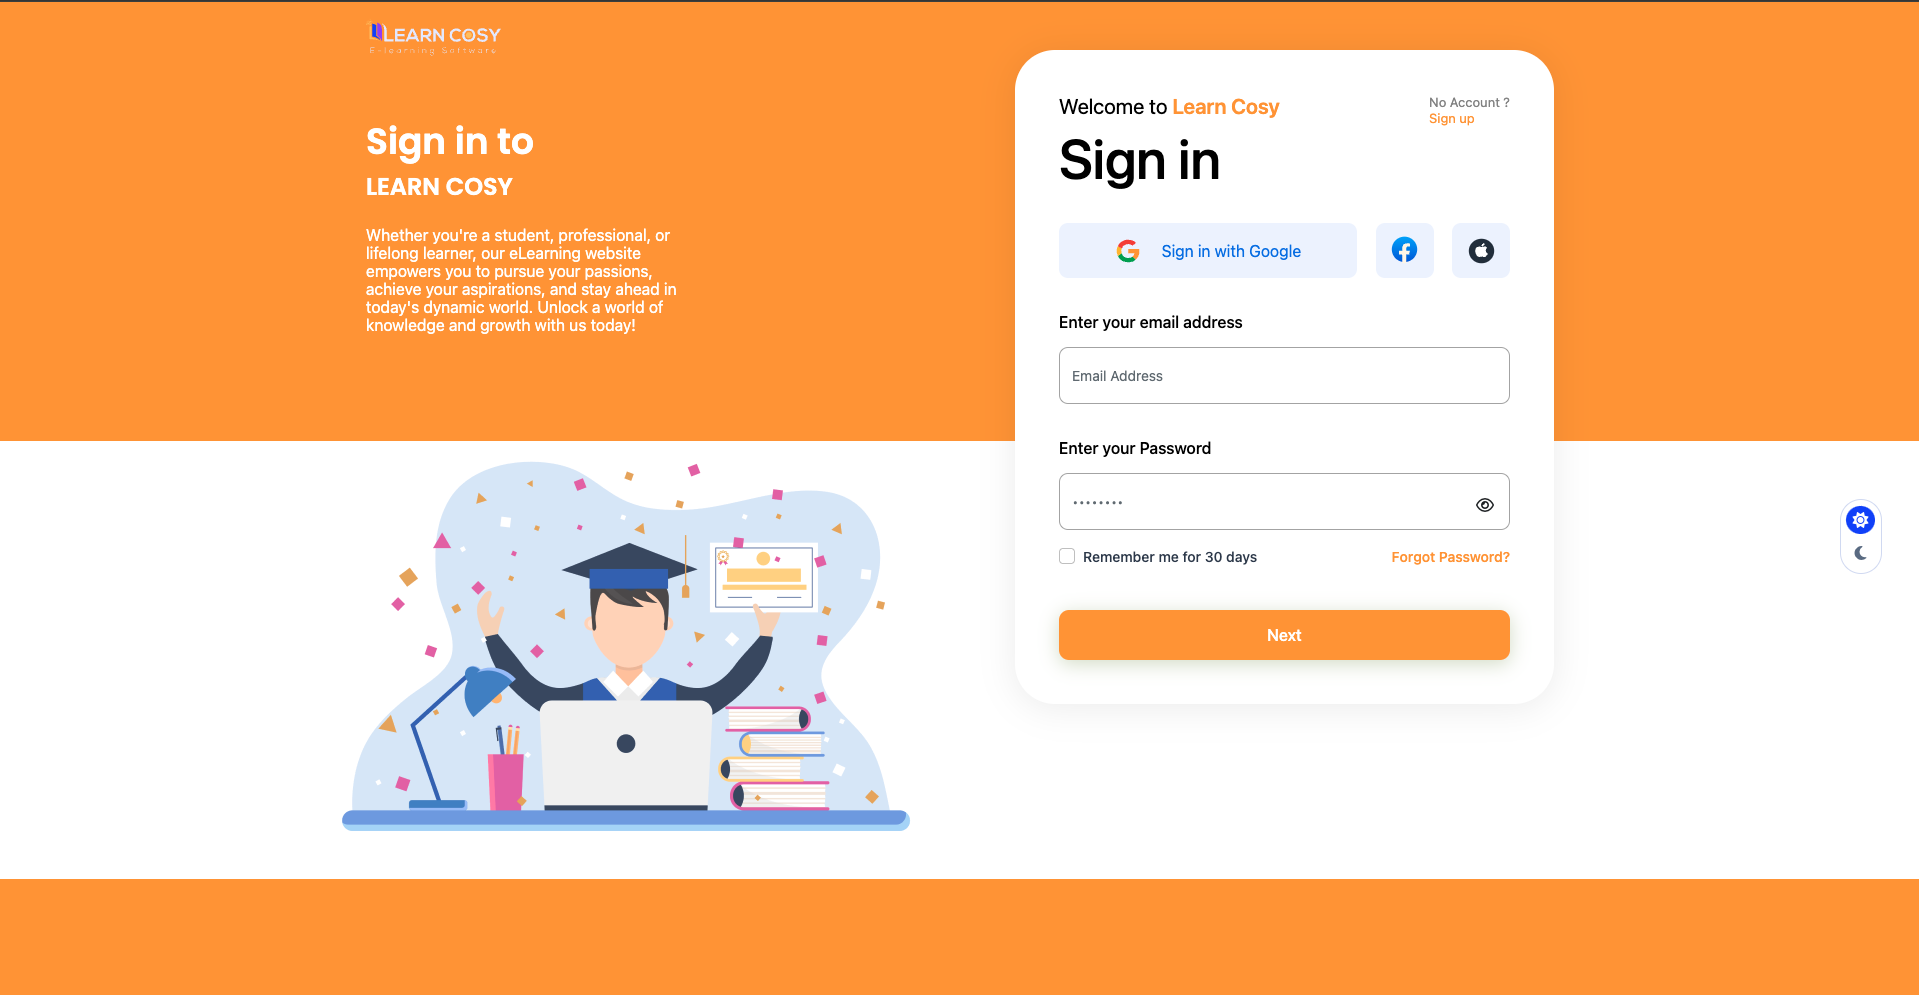 LEARN COSY
E-learning Software
Sign in to
LEARN COSY
Whether you're a student, professional, or
lifelong learner, our eLearning website
empowers you to pursue your passions,
achieve your aspirations, and stay ahead in
today's dynamic world. Unlock a world of
knowledge and growth with us today!
Welcome to Learn Cosy
No Account ?
Sign up
Sign in
Sign in with Google
Enter your email address
Email Address
Enter your Password
Remember me for 30 days
Forgot Password?
Next